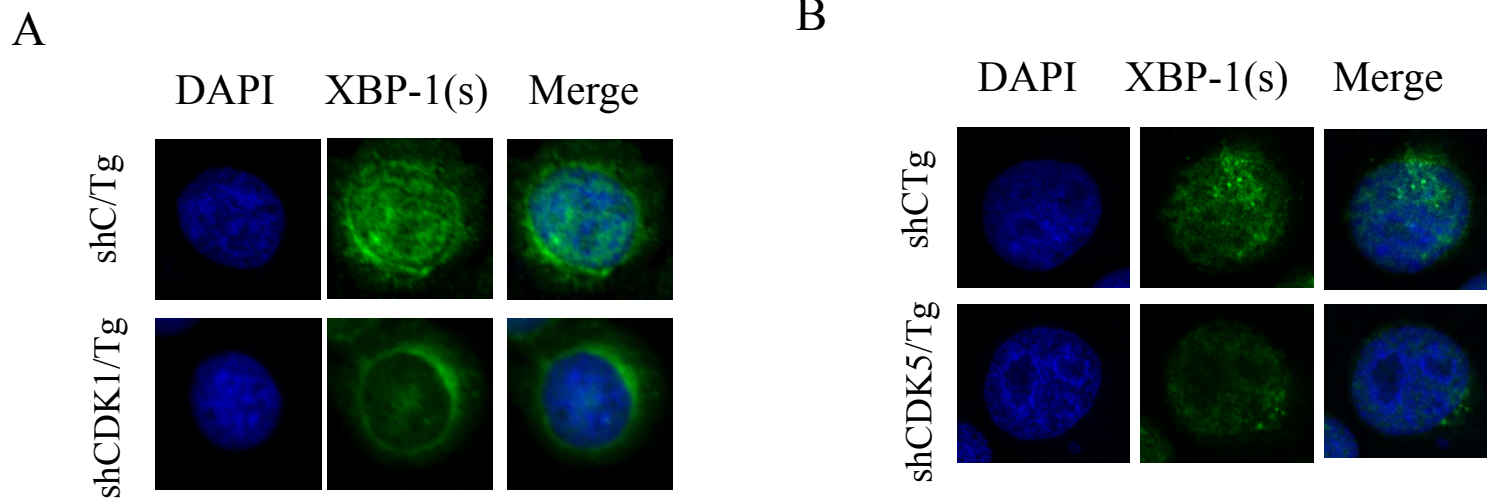 A
DAPI XBP-1(s) Merge
shC/Tg
shCDK1/Tg
B
DAPI XBP-1(s) Merge
shCTg
shCDK5/Tg